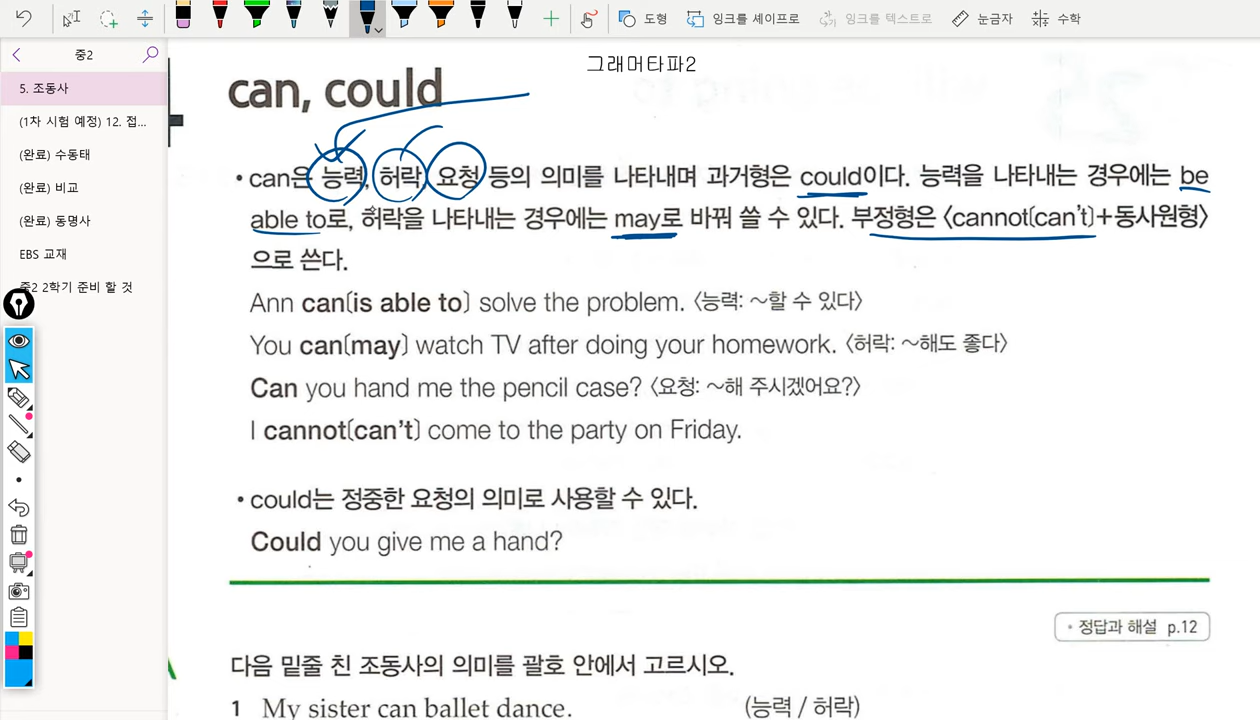 도형
잉크를 셰이프로
잉크를 텍스트로
눈금자
수학
중2
5. 조동사
(1차 시험 예정) 12. 접...
(완료) 수동태
(완료) 비교
(완료) 동명사
EBS 교재
중2 2학기 준비 할 것
그래머타파2
can, could
• can은 능력, 허락, 요청 등의 의미를 나타내며 과거형은 could이다. 능력을 나타내는 경우에는 be
able to로, 허락을 나타내는 경우에는 may로 바꿔 쓸 수 있다. 부정형은 〈cannot(can't)+동사원형〉
으로 쓴다.
Ann can(is able to) solve the problem. 〈능력: ~할 수 있다〉
You can(may) watch TV after doing your homework. 〈허락: ~해도 좋다〉
Can you hand me the pencil case? 〈요청: ~해 주시겠어요?〉
I cannot(can't) come to the party on Friday.
• could는 정중한 요청의 의미로 사용할 수 있다.
Could you give me a hand?
• 정답과 해설 p.12
다음 밑줄 친 조동사의 의미를 괄호 안에서 고르시오.
1 My sister can ballet dance. (능력 / 허락)